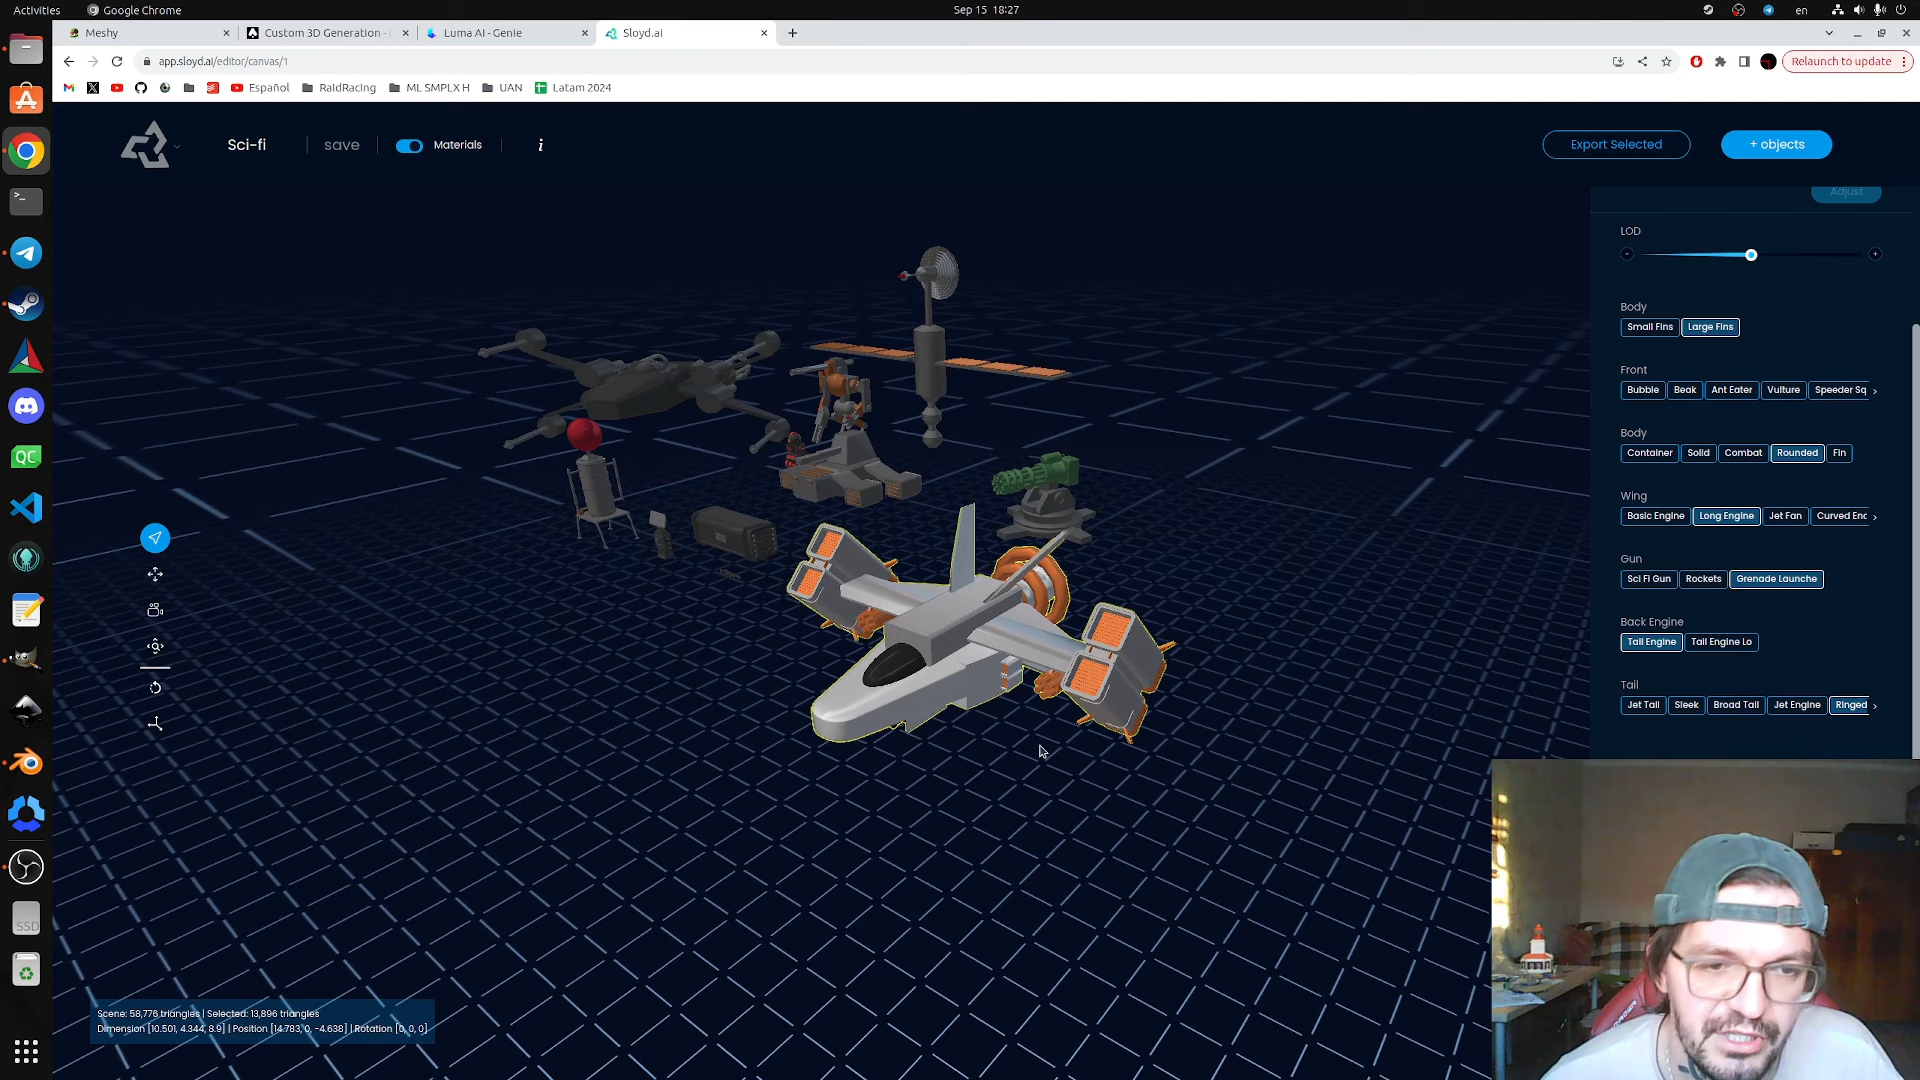 Activities
Google Chrome
Sep 15 18:27
en
Meshy
Custom 3D Generation -
Luma AI - Genie
Sloyd.ai
app.sloyd.ai/editor/canvas/1
Relaunch to update
Español
RaidRacing
ML SMPLX H
UAN
Latam 2024
Sci-fi
save
Materials
i
Export Selected
+ objects
Adjust
LOD
Body
Small Fins
Large Fins
Front
Bubble
Beak
Ant Eater
Vulture
Speeder Sq
Body
Container
Solid
Combat
Rounded
Fin
Wing
Basic Engine
Long Engine
Jet Fan
Curved Enc
Gun
Sci Fi Gun
Rockets
Grenade Launche
Back Engine
Tail Engine
Tail Engine Lo
Tail
Jet Tail
Sleek
Broad Tail
Jet Engine
Ringed
QC
SSD
Scene: 58,776 triangles | Selected: 13,896 triangles
Dimension [10.501, 4.344, 8.9] | Position [14.783, 0, -4.638] | Rotation [0, 0, 0]